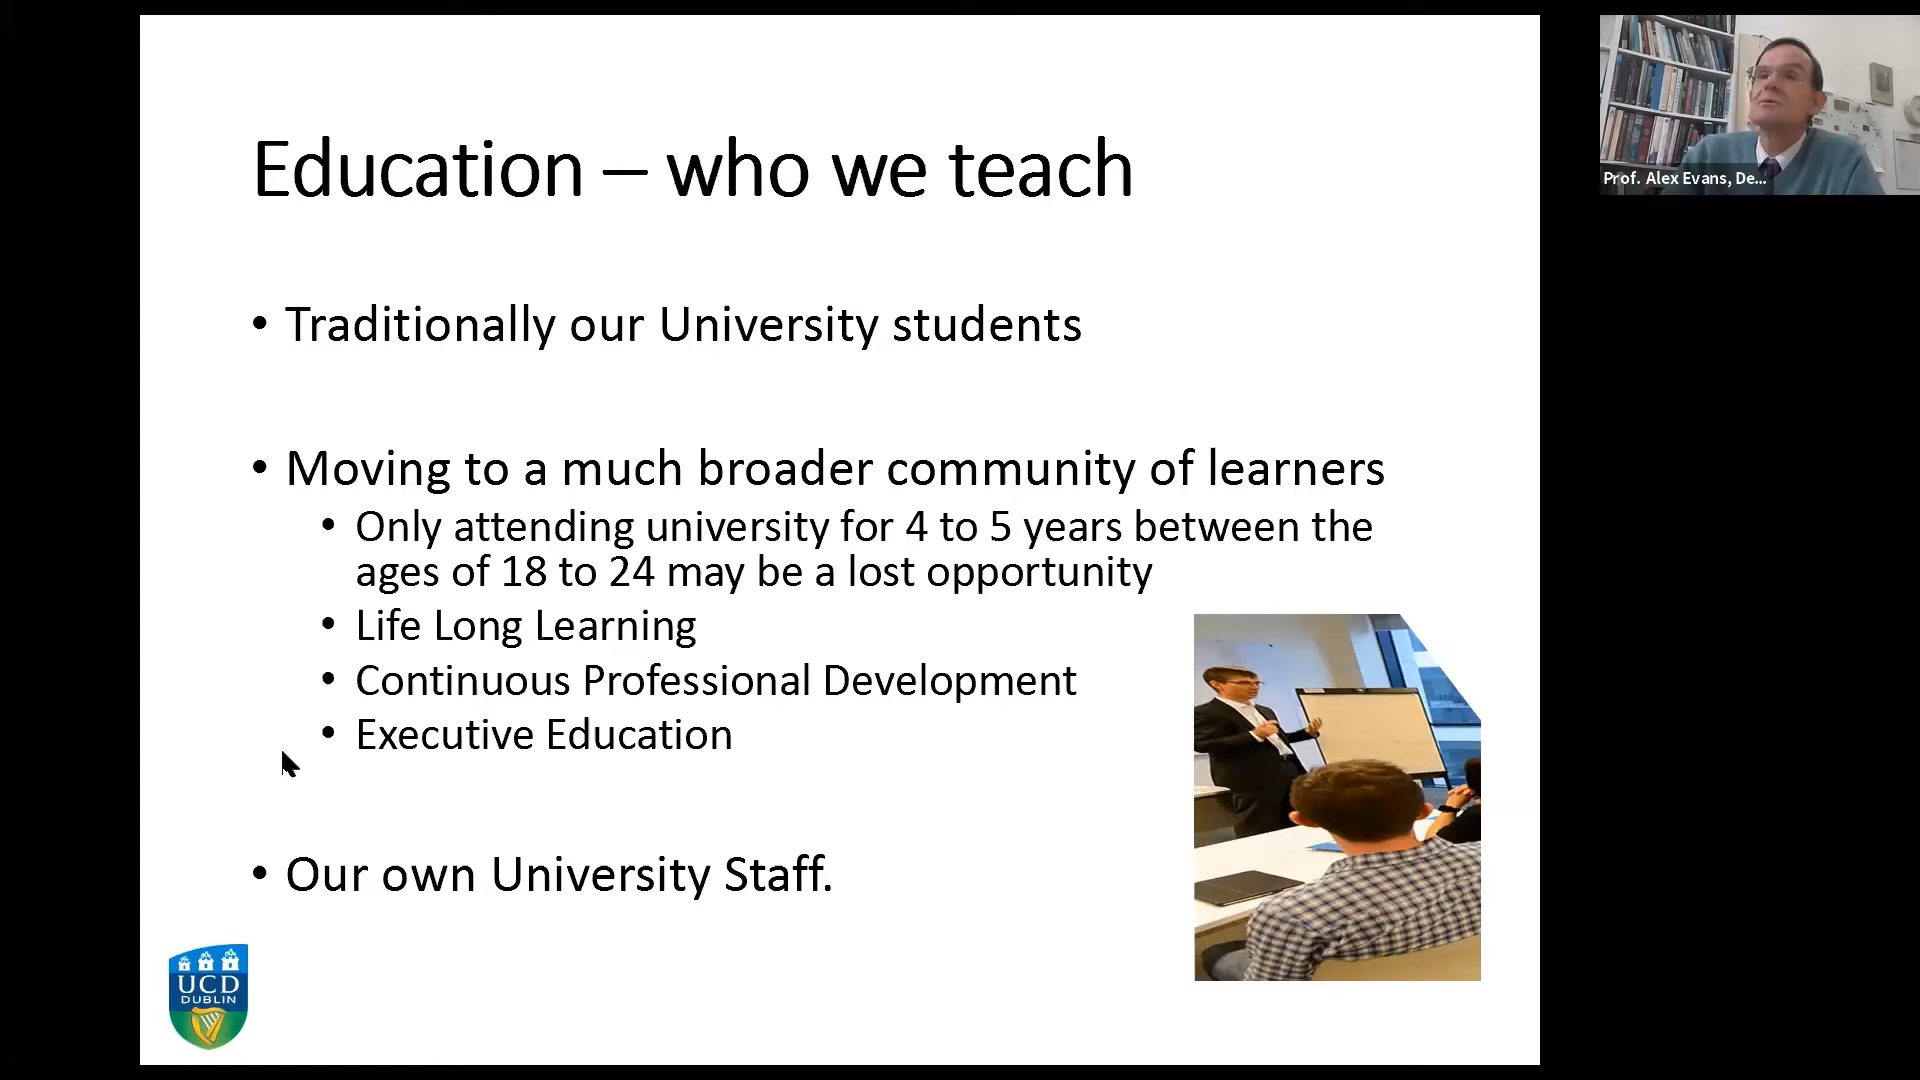 Education – who we teach
• Traditionally our University students
• Moving to a much broader community of learners
• Only attending university for 4 to 5 years between the
ages of 18 to 24 may be a lost opportunity
• Life Long Learning
• Continuous Professional Development
• Executive Education
• Our own University Staff.
UCD
DUBLIN
Prof. Alex Evans, De...